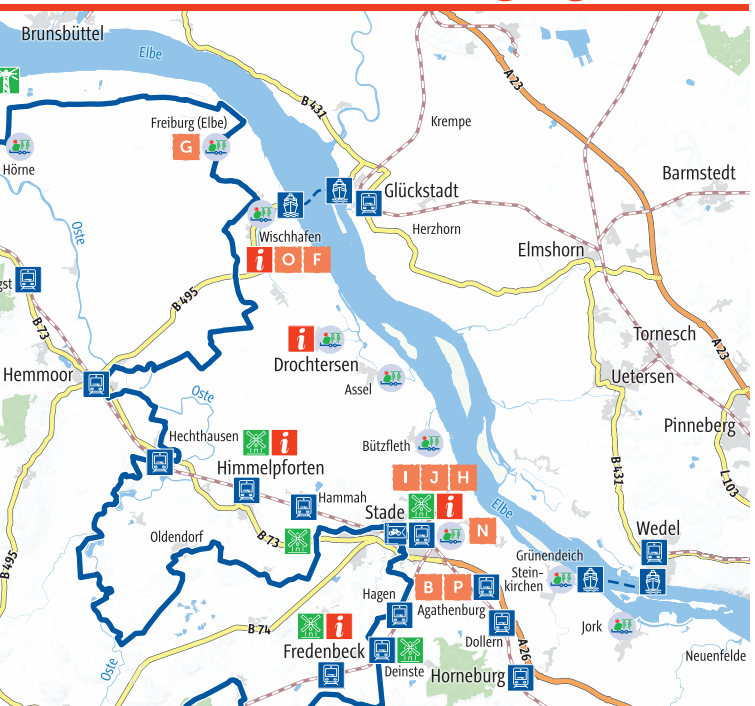 Brunsbüttel
Elbe
B 431
A 23
Krempe
Freiburg (Elbe)
G
Hörne
Barmstedt
Glückstadt
Oste
Herzhorn
Wischhafen
Elmshorn
i O F
gst
B 495
B 73
Tornesch
A 23
i
Drochtersen
Hemmoor
Uetersen
Assel
Oste
Pinneberg
Hechthausen
i
Bützfleth
Himmelpforten
B 431
L 103
I J H
Hammah
i
Stade
Elbe
N
Wedel
Oldendorf
B 73
Grünendeich
Stein-
kirchen
B 495
B P
Hagen
Agathenburg
i
B 74
Jork
Dollern
Fredenbeck
A 26
Neuenfelde
Oste
Deinste
Horneburg